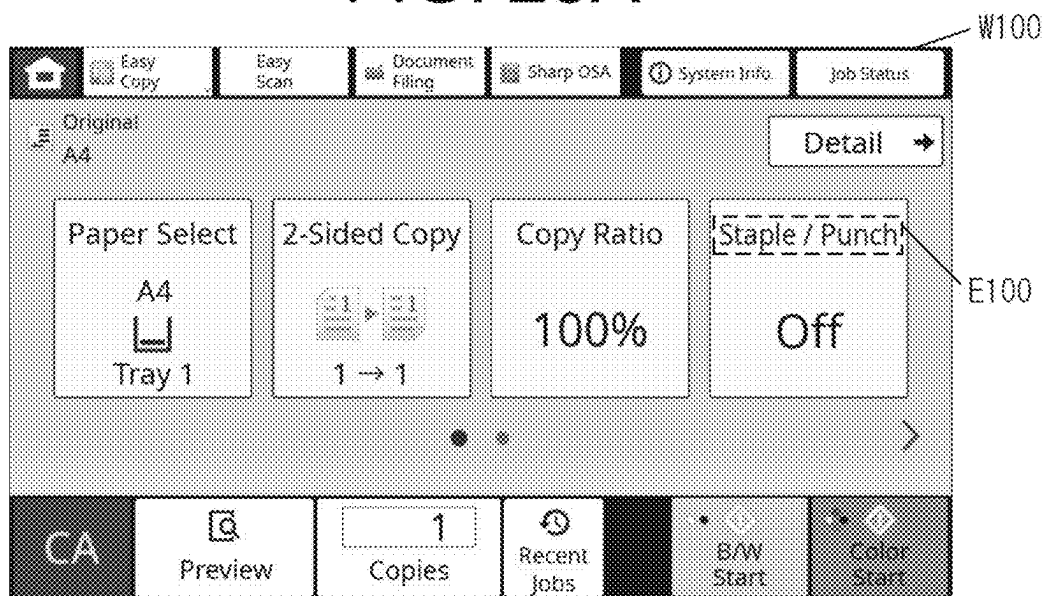 W100
Easy
Copy
Easy
Scan
Document
Filing
Sharp OSA
System Info.
Job Status
Original
A4
Detail
Paper Select
A4
Tray 1
2-Sided Copy
1 → 1
Copy Ratio
100%
Staple / Punch
Off
E100
CA
Preview
1
Copies
Recent
Jobs
B/W
Start
Color
Start